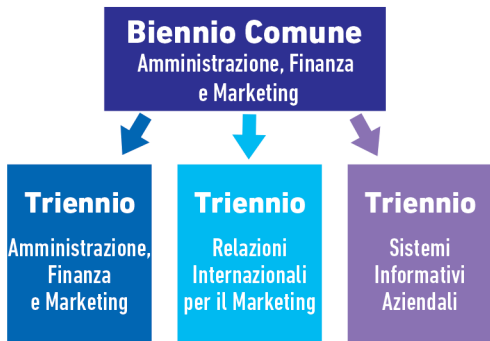 Biennio Comune
Amministrazione, Finanza
e Marketing
Triennio
Amministrazione,
Finanza
e Marketing
Triennio
Relazioni
Internazionali
per il Marketing
Triennio
Sistemi
Informativi
Aziendali